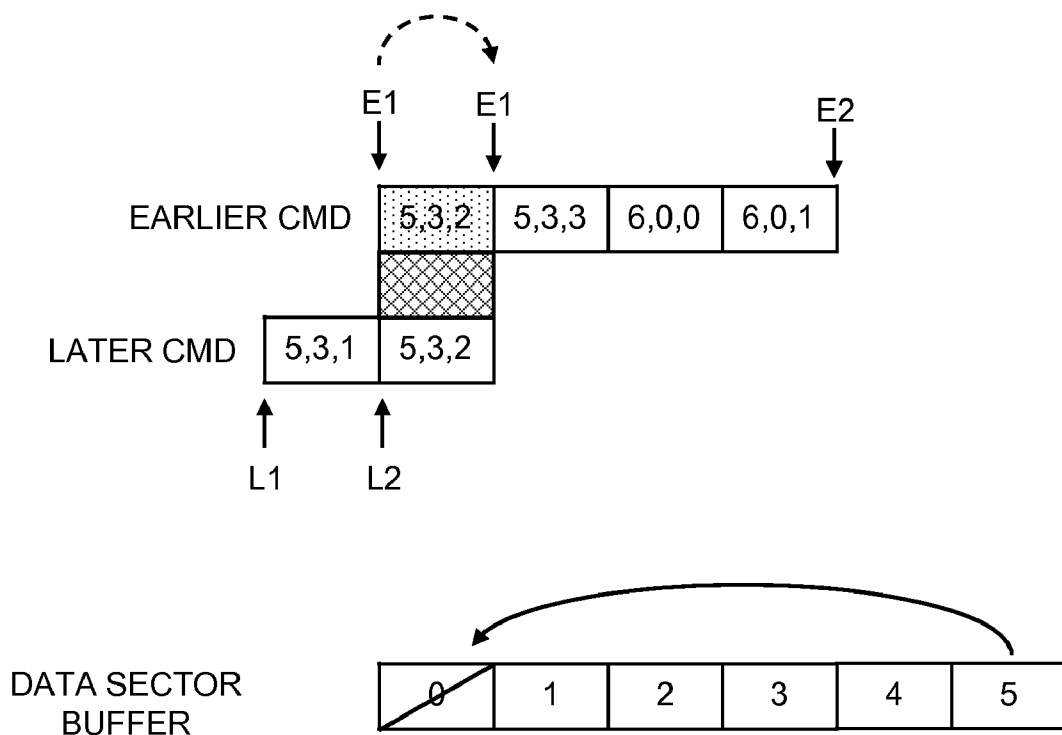 E1 E1 E2
EARLIER CMD 5,3,2 5,3,3 6,0,0 6,0,1
LATER CMD 5,3,1 5,3,2
L1 L2
DATA SECTOR
BUFFER
0 1 2 3 4 5